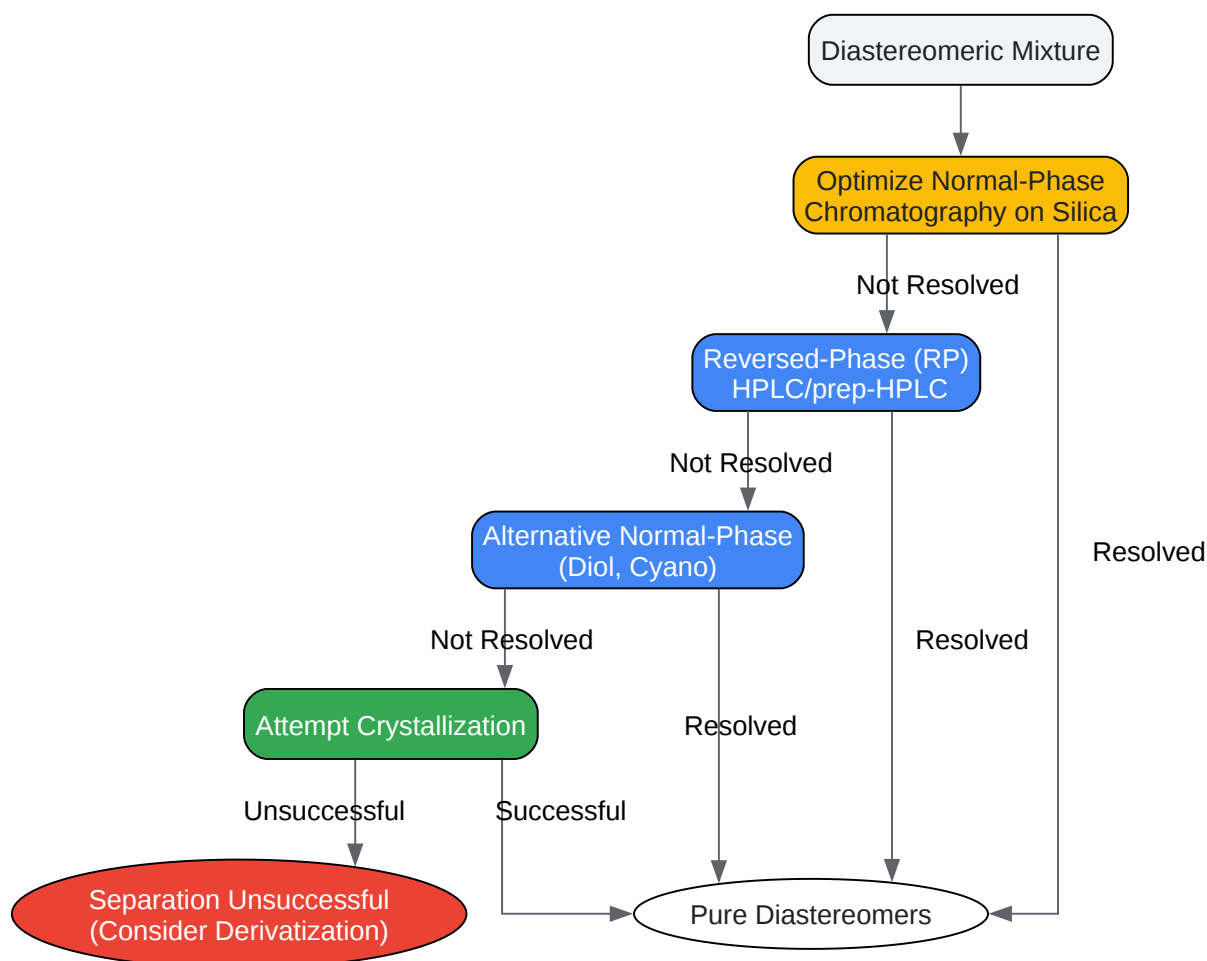 Diastereomeric Mixture
Optimize Normal-Phase
Chromatography on Silica
Not Resolved
Reversed-Phase (RP)
HPLC/prep-HPLC
Not Resolved
Alternative Normal-Phase
(Diol, Cyano)
Resolved
Not Resolved
Resolved
Attempt Crystallization
Resolved
Unsuccessful
Successful
Separation Unsuccessful
(Consider Derivatization)
Pure Diastereomers